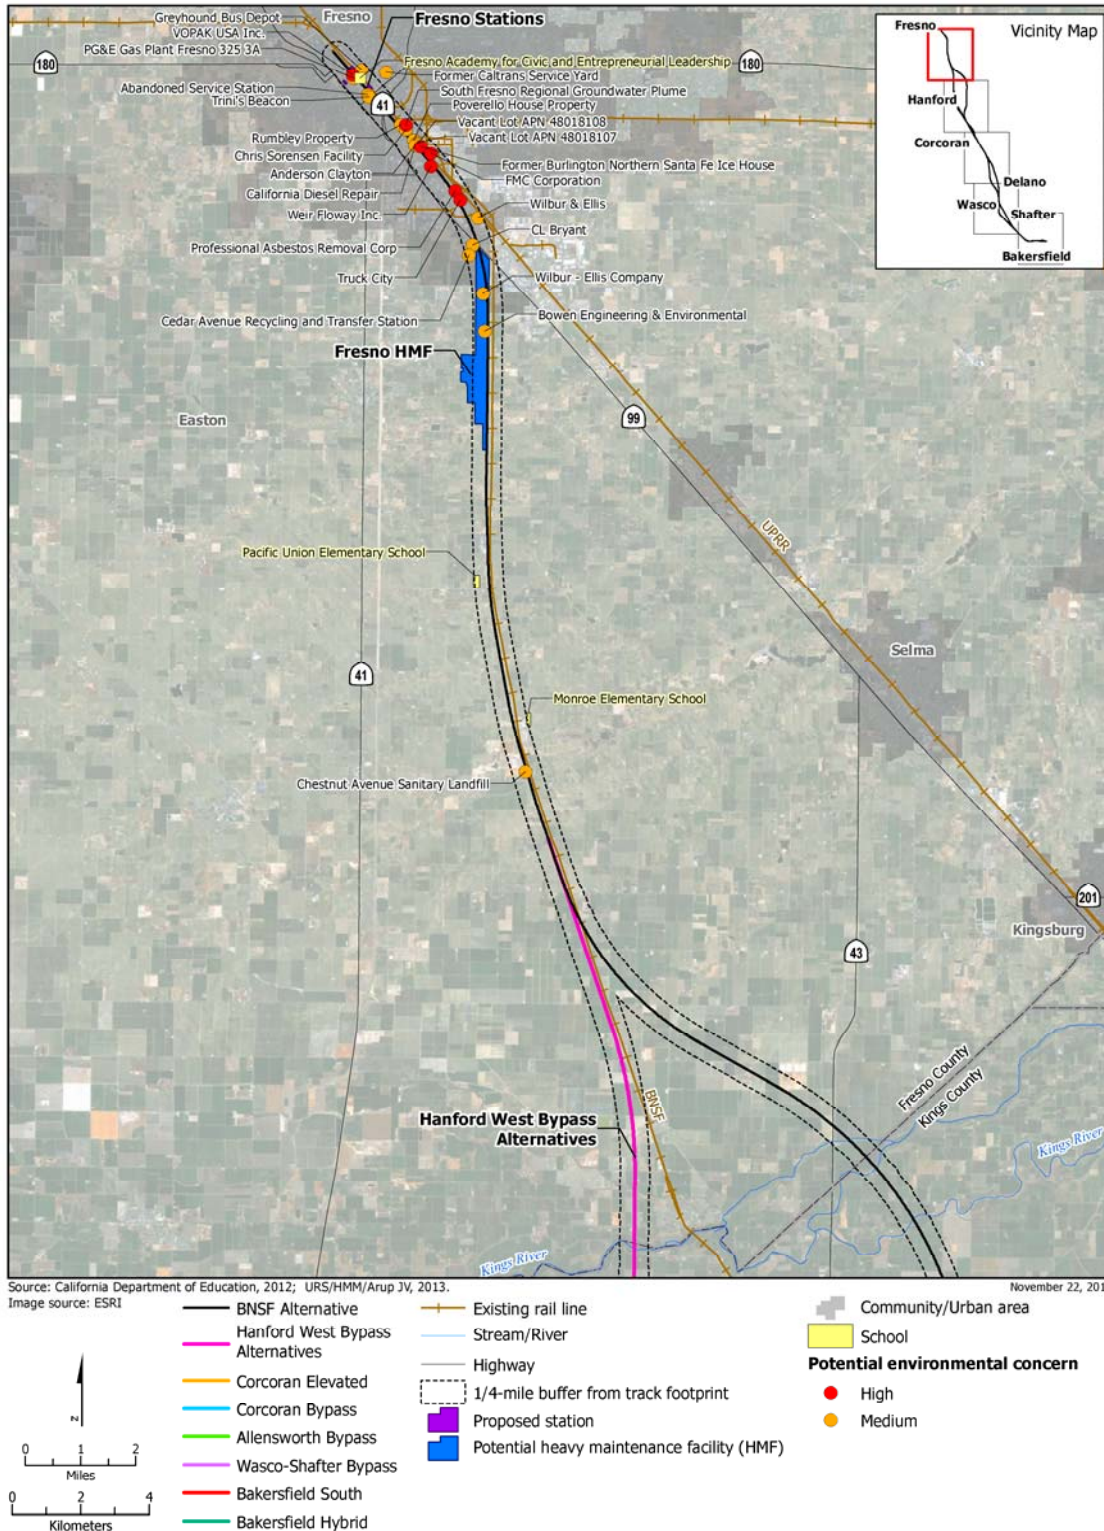 Greyhound Bus Depot
Fresno
Fresno Stations
VOPAK USA Inc.
PG&E Gas Plant Fresno 325 3A
Fresno Academy for Civic and Entrepreneurial Leadership
180
180
Former Caltrans Service Yard
Abandoned Service Station
South Fresno Regional Groundwater Plume
Trini's Beacon
41
Poverello House Property
Vacant Lot APN 48018108
Rumbley Property
Vacant Lot APN 48018107
Chris Sorensen Facility
Former Burlington Northern Santa Fe Ice House
Anderson Clayton
FMC Corporation
California Diesel Repair
Wilbur & Ellis
Weir Floway Inc.
CL Bryant
Professional Asbestos Removal Corp
Truck City
Wilbur - Ellis Company
Cedar Avenue Recycling and Transfer Station
Bowen Engineering & Environmental
Fresno HMF
Easton
99
UPRR
Pacific Union Elementary School
Selma
41
Monroe Elementary School
Chestnut Avenue Sanitary Landfill
201
Kingsburg
43
Fresno County
Kings County
BNSF
Hanford West Bypass
Alternatives
Kings River
Kings River
Vicinity Map
Fresno
Hanford
Corcoran
Delano
Wasco
Shafter
Bakersfield
Source: California Department of Education, 2012; URS/HMM/Arup JV, 2013.
November 22, 201
Image source: ESRI
BNSF Alternative
Hanford West Bypass
Alternatives
Corcoran Elevated
Corcoran Bypass
Allensworth Bypass
Wasco-Shafter Bypass
Bakersfield South
Bakersfield Hybrid
Existing rail line
Stream/River
Highway
1/4-mile buffer from track footprint
Proposed station
Potential heavy maintenance facility (HMF)
Community/Urban area
School
Potential environmental concern
High
Medium
N
0 1 2
Miles
0 2 4
Kilometers